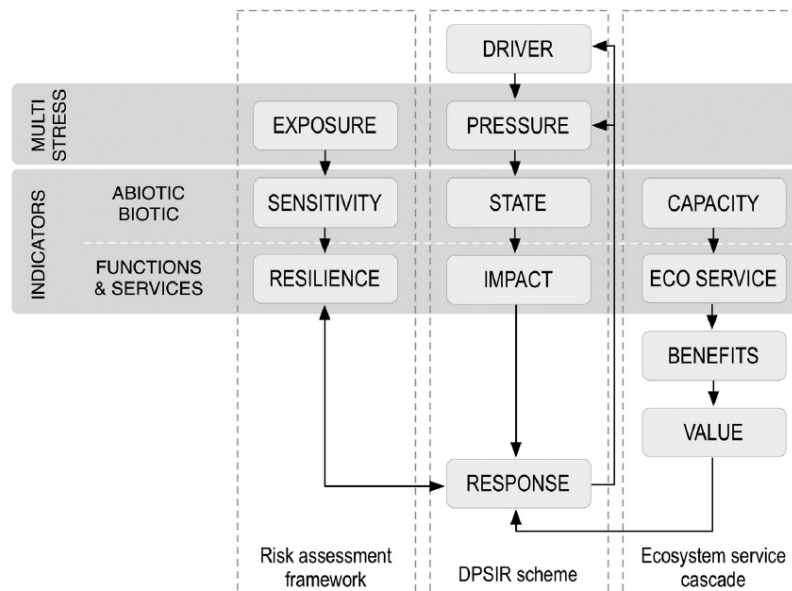 DRIVER
MULTI
STRESS
EXPOSURE
PRESSURE
INDICATORS
ABIOTIC
BIOTIC
SENSITIVITY
STATE
CAPACITY
FUNCTIONS
& SERVICES
RESILIENCE
IMPACT
ECO SERVICE
BENEFITS
VALUE
RESPONSE
Risk assessment
framework
DPSIR scheme
Ecosystem service
cascade